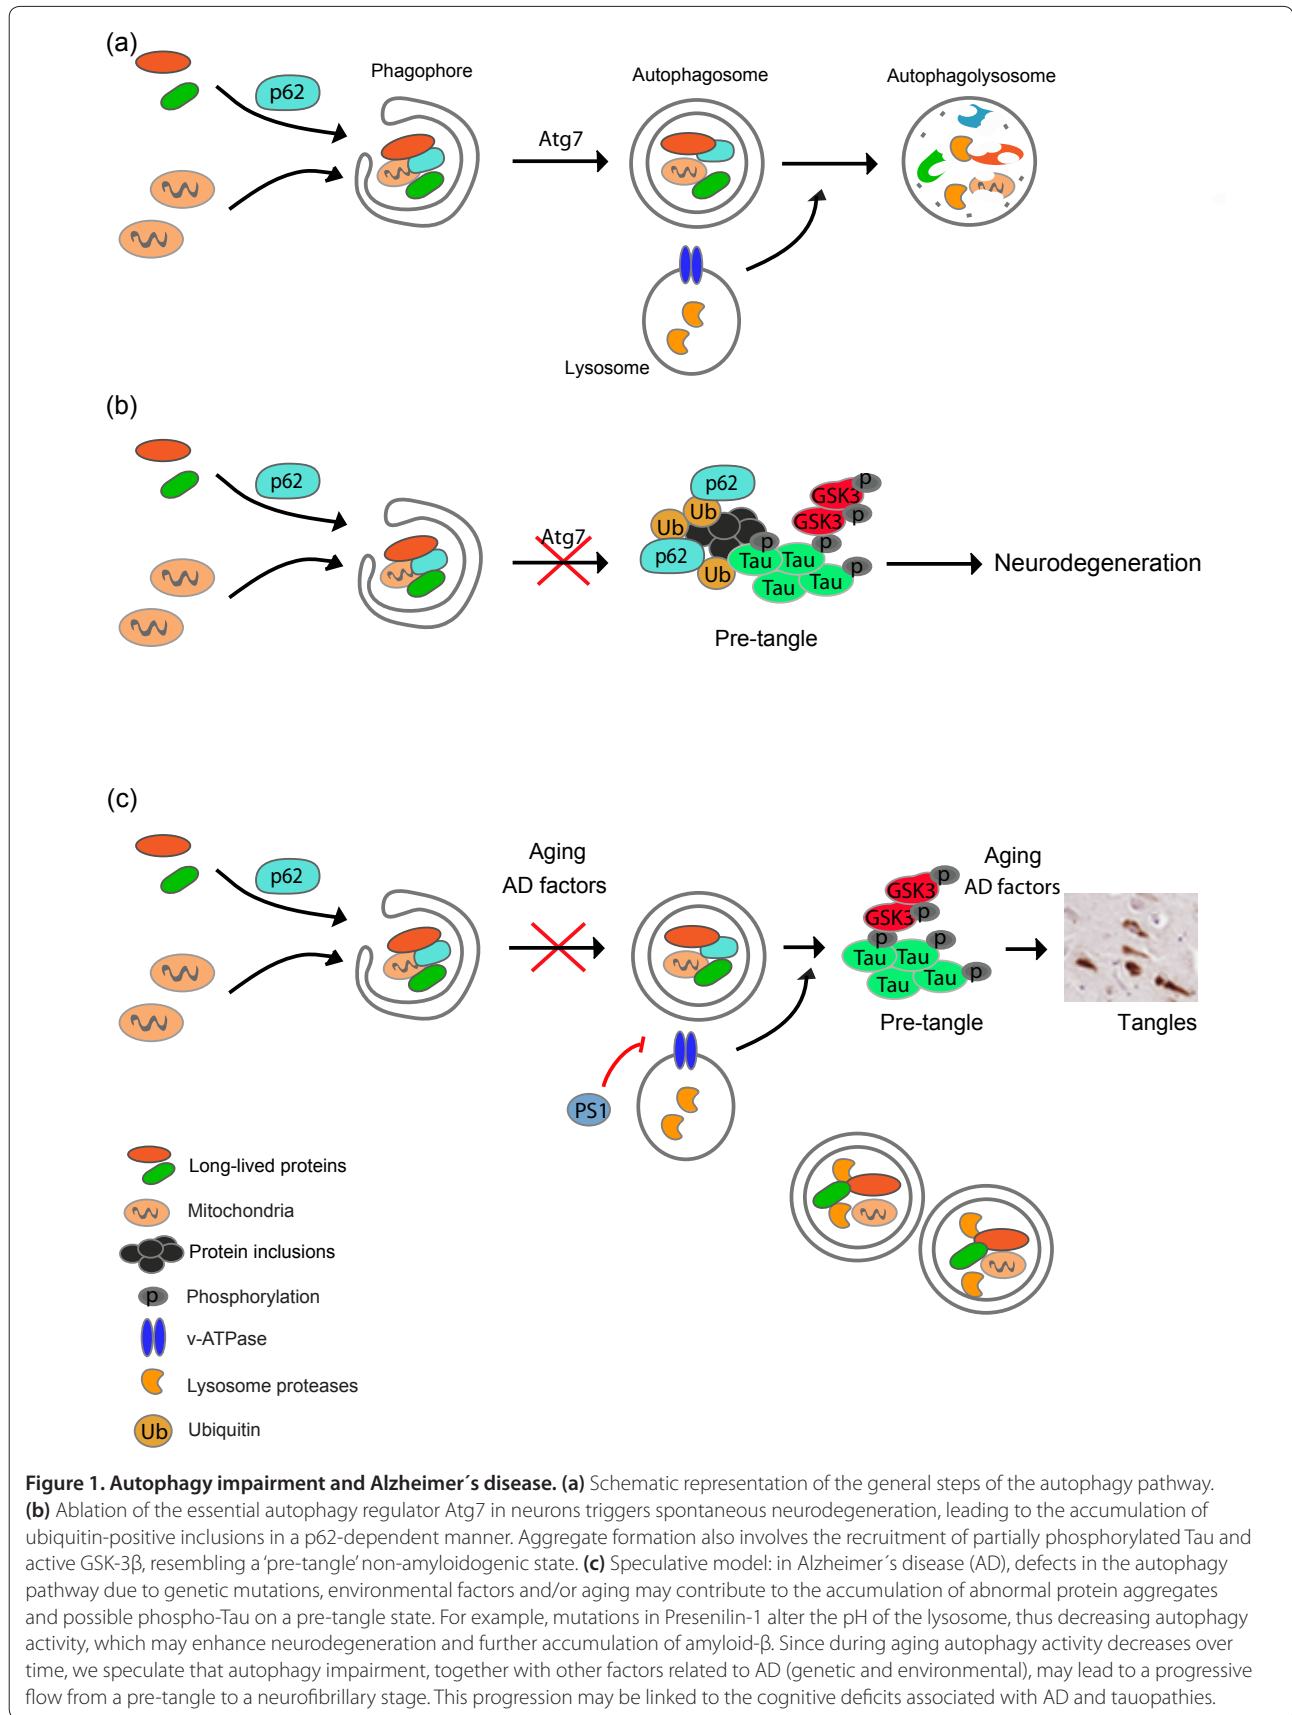 (a)
p62
Phagophore
Atg7
Autophagosome
Autophagolysosome
Lysosome
(b)
p62
Atg7
p62
Ub
Ub
p62
Ub
GSK3
p
GSK3
p
p
p
p
Tau
Tau
Tau
Tau
Pre-tangle
Neurodegeneration
(c)
p62
Aging
AD factors
PS1
GSK3
p
GSK3
p
p
p
Tau
Tau
p
Tau
Tau
Pre-tangle
Aging
AD factors
Tangles
Long-lived proteins
Mitochondria
Protein inclusions
p
Phosphorylation
v-ATPase
Lysosome proteases
Ub
Ubiquitin
Figure 1. Autophagy impairment and Alzheimer´s disease. (a) Schematic representation of the general steps of the autophagy pathway.
(b) Ablation of the essential autophagy regulator Atg7 in neurons triggers spontaneous neurodegeneration, leading to the accumulation of
ubiquitin-positive inclusions in a p62-dependent manner. Aggregate formation also involves the recruitment of partially phosphorylated Tau and
active GSK-3β, resembling a ‘pre-tangle’ non-amyloidogenic state. (c) Speculative model: in Alzheimer´s disease (AD), defects in the autophagy
pathway due to genetic mutations, environmental factors and/or aging may contribute to the accumulation of abnormal protein aggregates
and possible phospho-Tau on a pre-tangle state. For example, mutations in Presenilin-1 alter the pH of the lysosome, thus decreasing autophagy
activity, which may enhance neurodegeneration and further accumulation of amyloid-β. Since during aging autophagy activity decreases over
time, we speculate that autophagy impairment, together with other factors related to AD (genetic and environmental), may lead to a progressive
flow from a pre-tangle to a neurofibrillary stage. This progression may be linked to the cognitive deficits associated with AD and tauopathies.